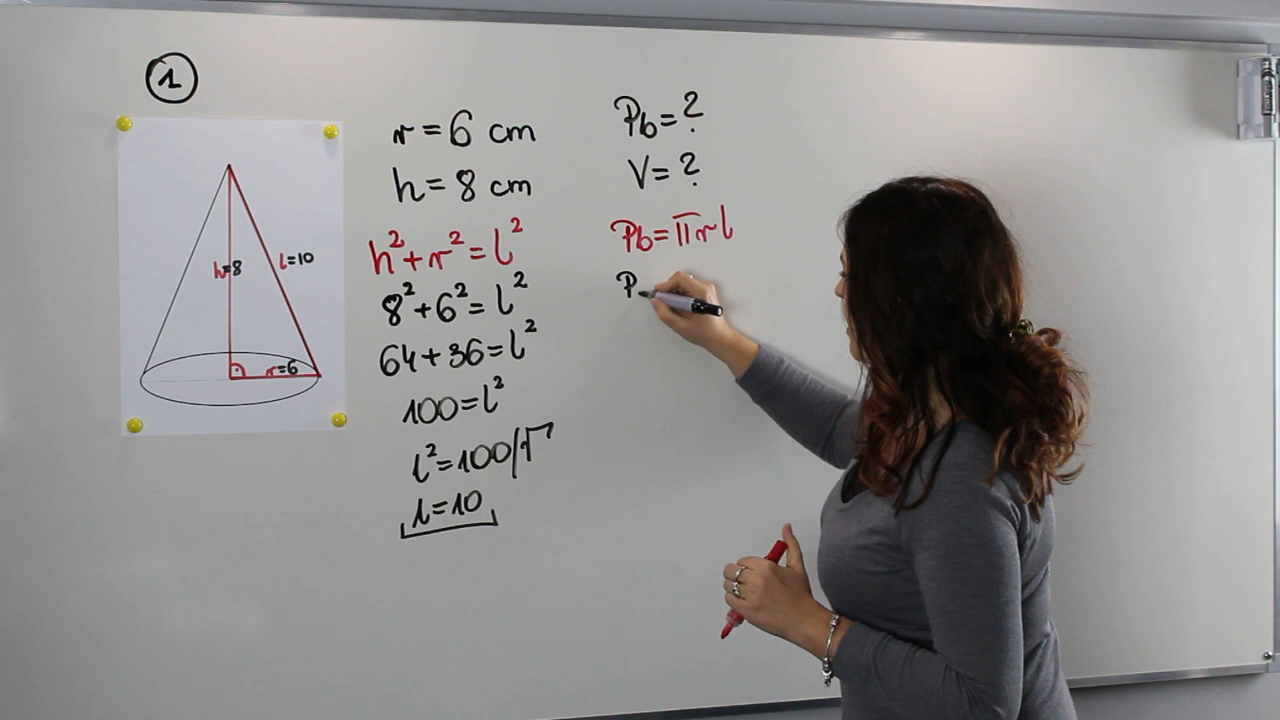 1
h=8
l=10
r=6
r=6 cm
h=8 cm
h²+r²=l²
8²+6²=l²
64+36=l²
100=l²
l²=100/√
l=10
Pb=?
V=?
Pb=πrl
P